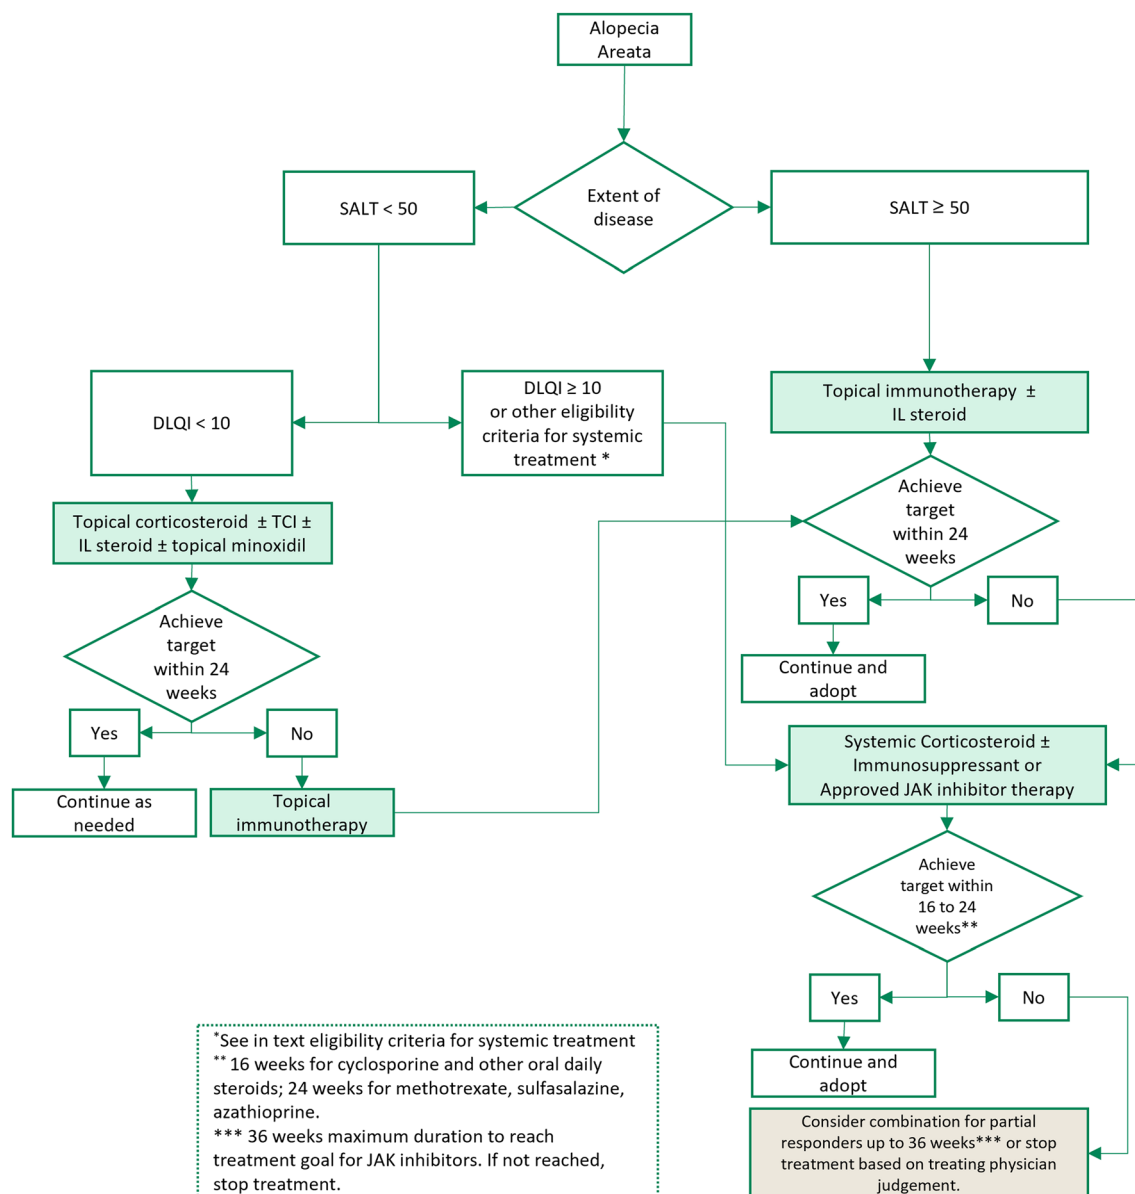 Alopecia
Areata
Extent of
disease
SALT < 50
SALT ≥ 50
DLQI < 10
DLQI ≥ 10
or other eligibility
criteria for systemic
treatment *
Topical immunotherapy ±
IL steroid
Topical corticosteroid ± TCI ±
IL steroid ± topical minoxidil
Achieve
target
within 24
weeks
Yes
No
Continue and
adopt
Achieve
target
within 24
weeks
Yes
No
Continue as
needed
Topical
immunotherapy
Systemic Corticosteroid ±
Immunosuppressant or
Approved JAK inhibitor therapy
Achieve
target within
16 to 24
weeks**
Yes
No
Continue and
adopt
Consider combination for partial
responders up to 36 weeks*** or stop
treatment based on treating physician
judgement.
*See in text eligibility criteria for systemic treatment
** 16 weeks for cyclosporine and other oral daily
steroids; 24 weeks for methotrexate, sulfasalazine,
azathioprine.
*** 36 weeks maximum duration to reach
treatment goal for JAK inhibitors. If not reached,
stop treatment.